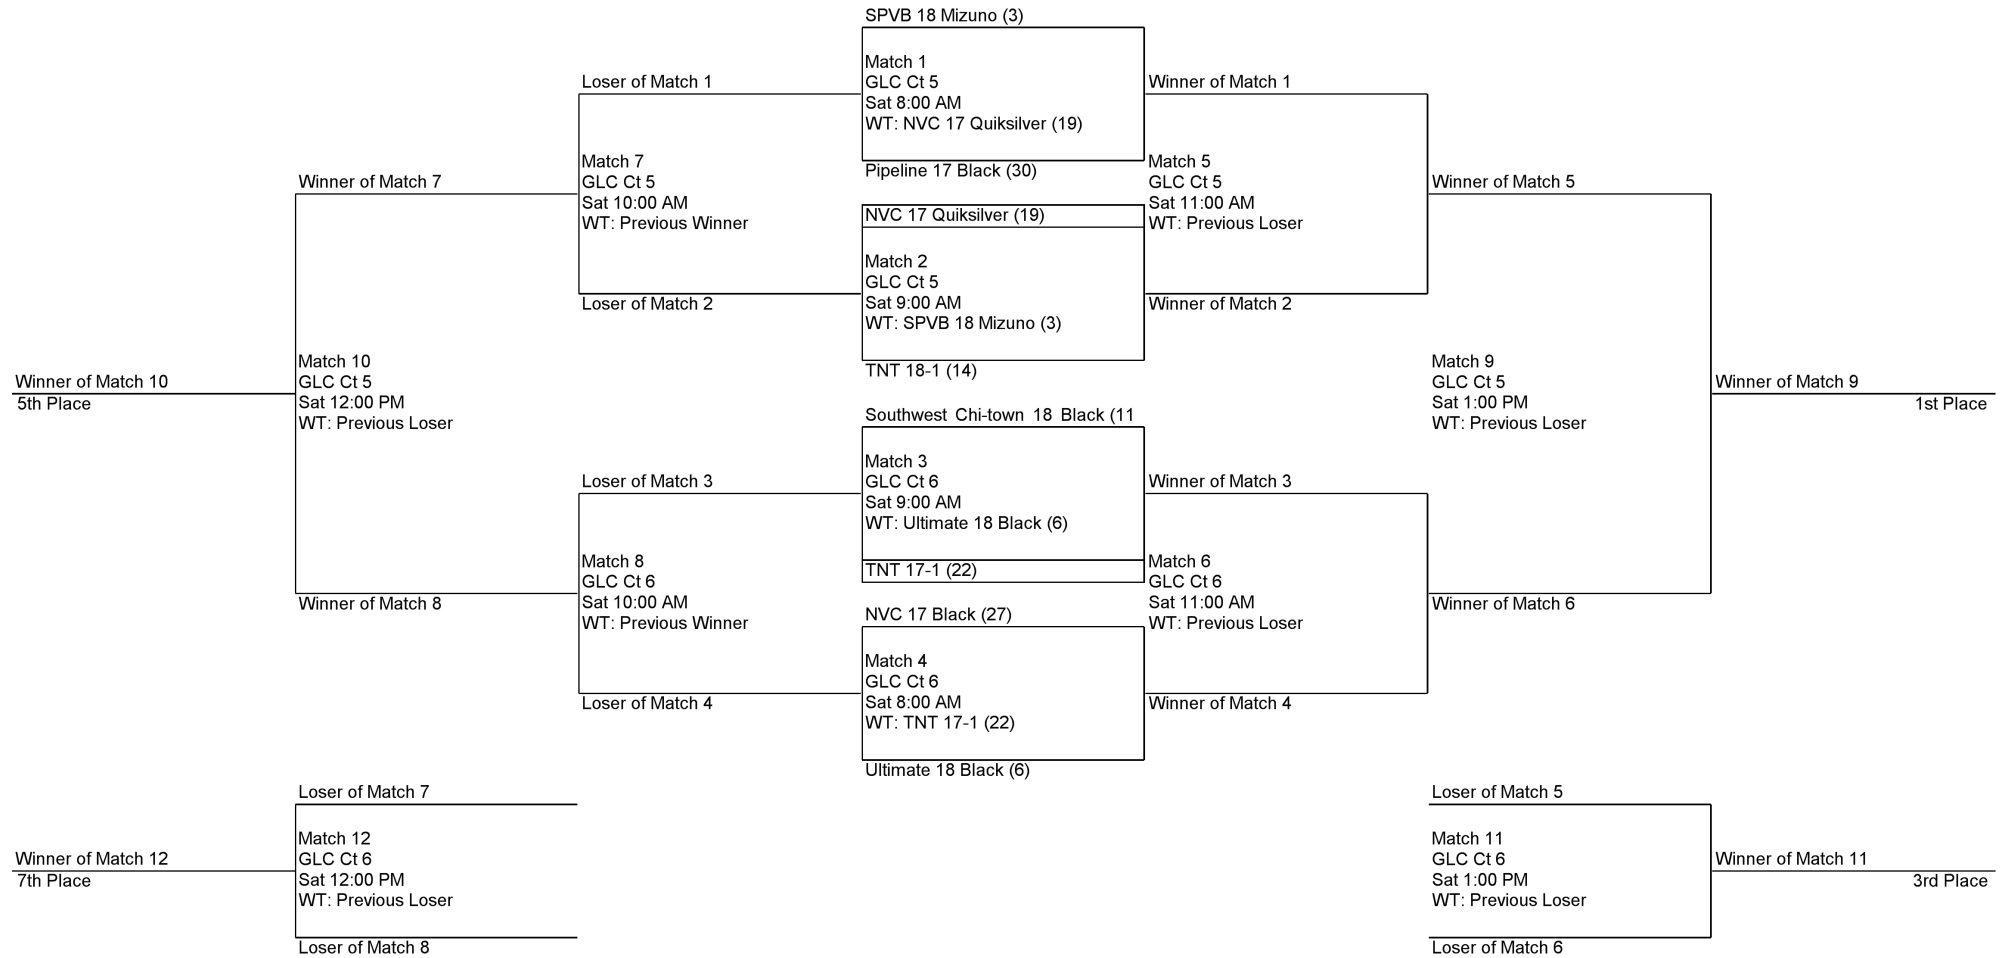 SPVB 18 Mizuno (3)
Match 1
GLC Ct 5
Sat 8:00 AM
WT: NVC 17 Quiksilver (19)
Pipeline 17 Black (30)
NVC 17 Quiksilver (19)
Match 2
GLC Ct 5
Sat 9:00 AM
WT: SPVB 18 Mizuno (3)
TNT 18-1 (14)
Southwest Chi-town 18 Black (11
Match 3
GLC Ct 6
Sat 9:00 AM
WT: Ultimate 18 Black (6)
TNT 17-1 (22)
NVC 17 Black (27)
Match 4
GLC Ct 6
Sat 8:00 AM
WT: TNT 17-1 (22)
Ultimate 18 Black (6)
Loser of Match 1
Match 7
GLC Ct 5
Sat 10:00 AM
WT: Previous Winner
Loser of Match 2
Loser of Match 3
Match 8
GLC Ct 6
Sat 10:00 AM
WT: Previous Winner
Loser of Match 4
Winner of Match 7
Match 10
GLC Ct 5
Sat 12:00 PM
WT: Previous Loser
Winner of Match 8
Winner of Match 10
5th Place
Winner of Match 1
Match 5
GLC Ct 5
Sat 11:00 AM
WT: Previous Loser
Winner of Match 2
Winner of Match 3
Match 6
GLC Ct 6
Sat 11:00 AM
WT: Previous Loser
Winner of Match 4
Winner of Match 5
Match 9
GLC Ct 5
Sat 1:00 PM
WT: Previous Loser
Winner of Match 6
Winner of Match 9
1st Place
Loser of Match 7
Match 12
GLC Ct 6
Sat 12:00 PM
WT: Previous Loser
Loser of Match 8
Winner of Match 12
7th Place
Loser of Match 5
Match 11
GLC Ct 6
Sat 1:00 PM
WT: Previous Loser
Loser of Match 6
Winner of Match 11
3rd Place